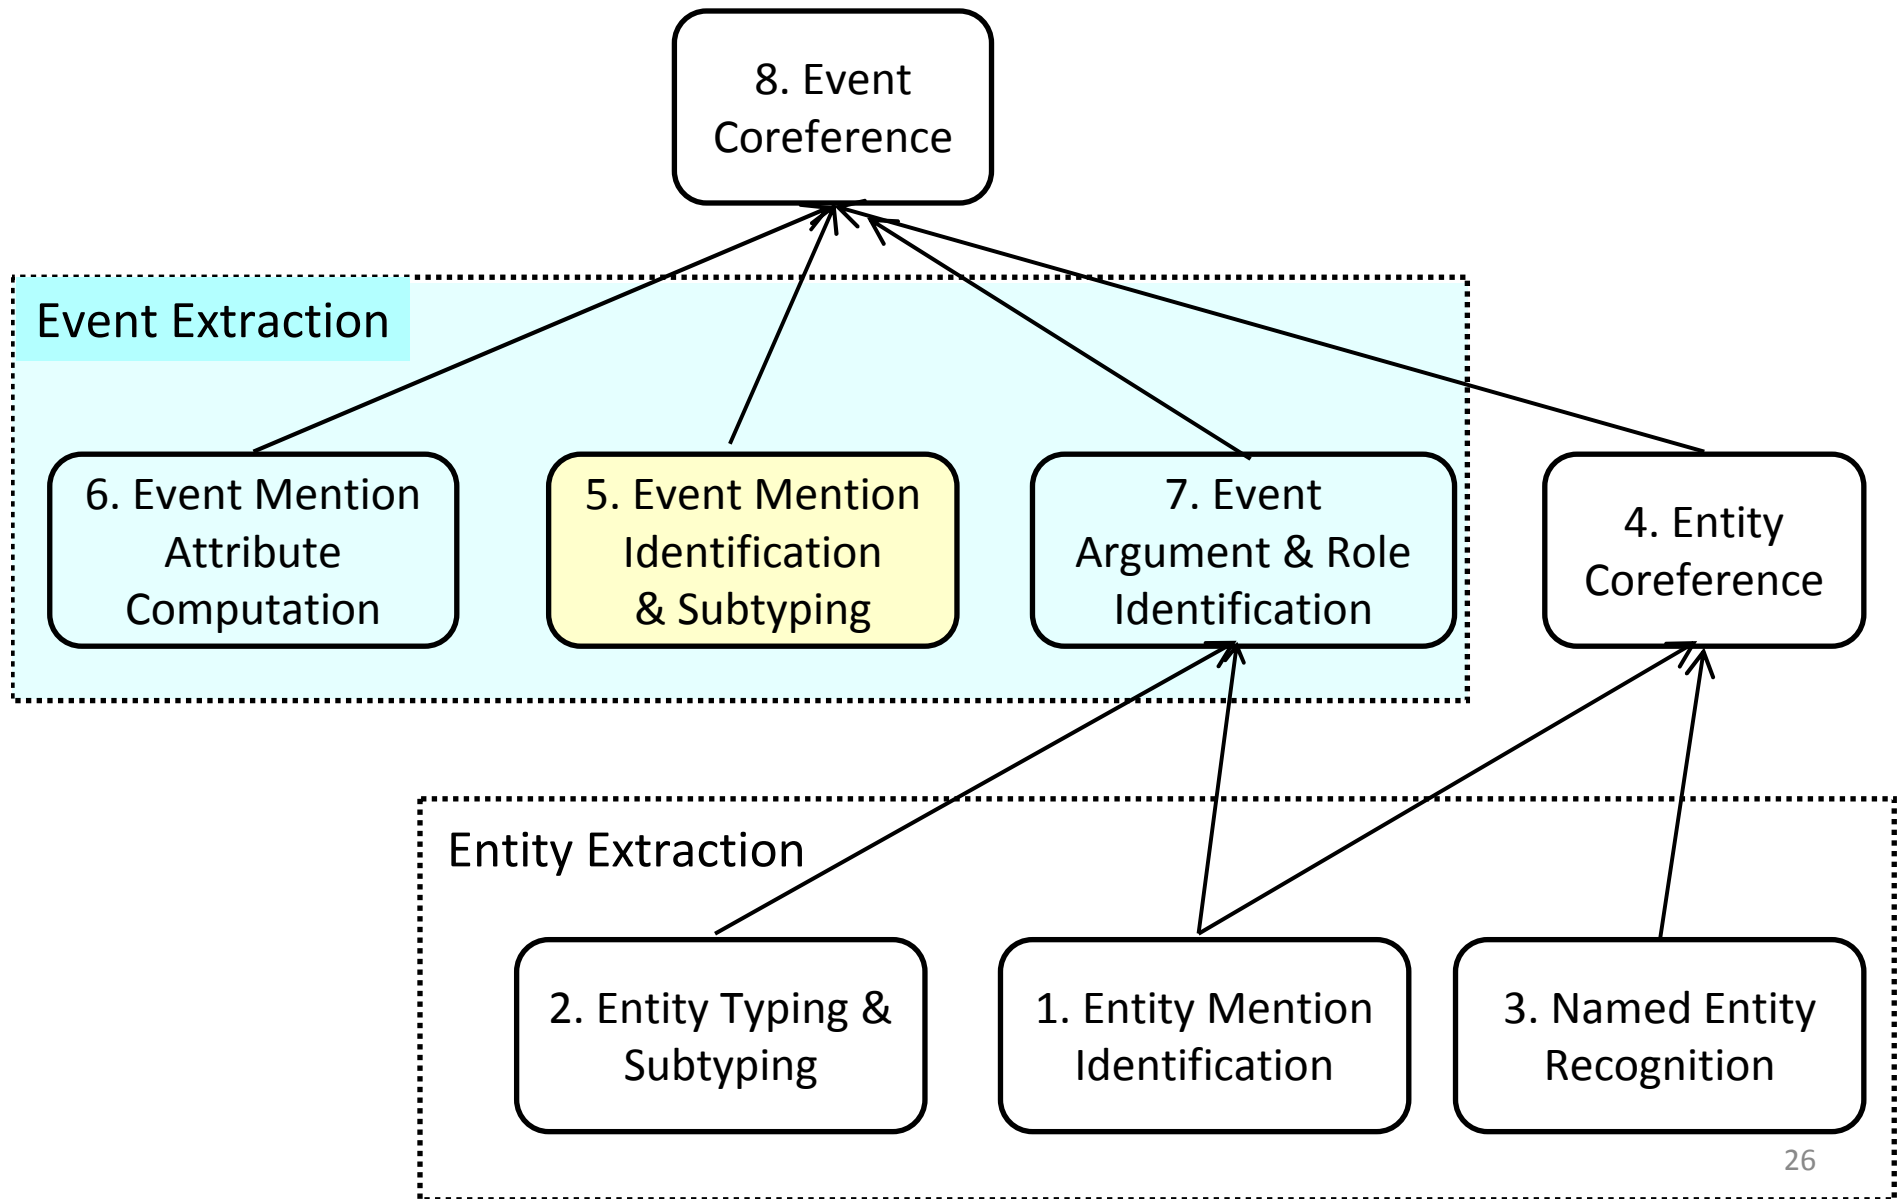 8. Event
Coreference
Event Extraction
6. Event Mention
Attribute
Computation
5. Event Mention
Identification
& Subtyping
7. Event
Argument & Role
Identification
4. Entity
Coreference
Entity Extraction
2. Entity Typing &
Subtyping
1. Entity Mention
Identification
3. Named Entity
Recognition
26